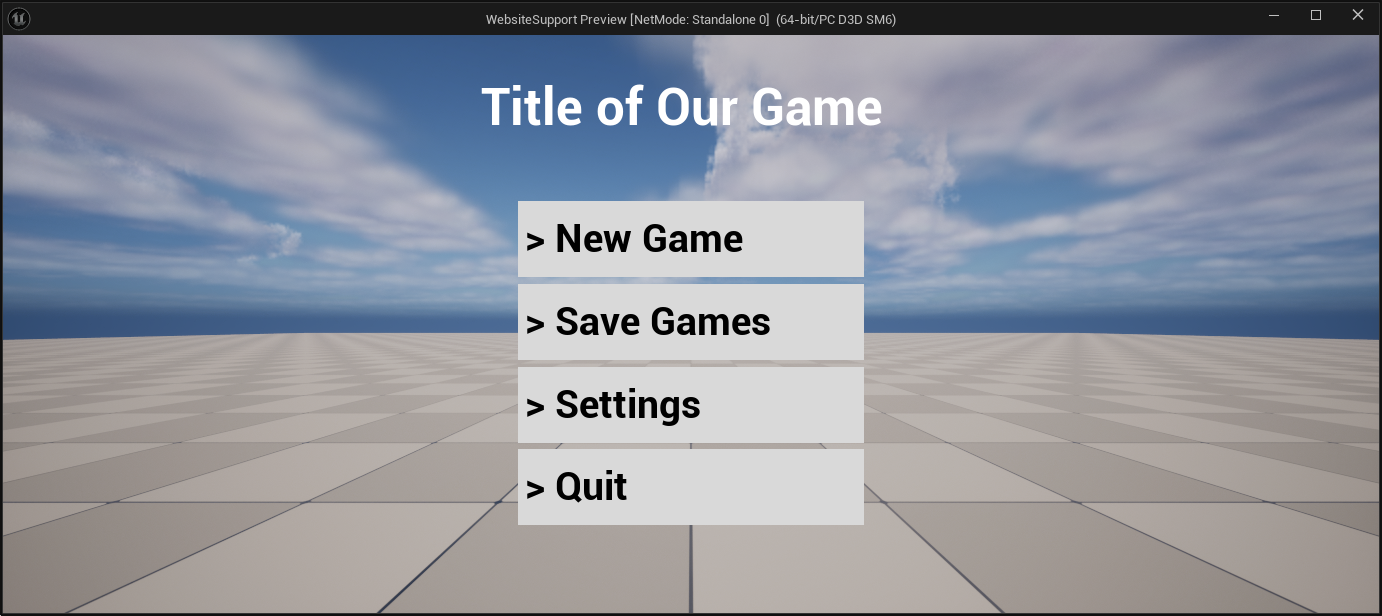 WebsiteSupport Preview [NetMode: Standalone 0] (64-bit/PC D3D SM6)
Title of Our Game
> New Game
> Save Games
> Settings
> Quit